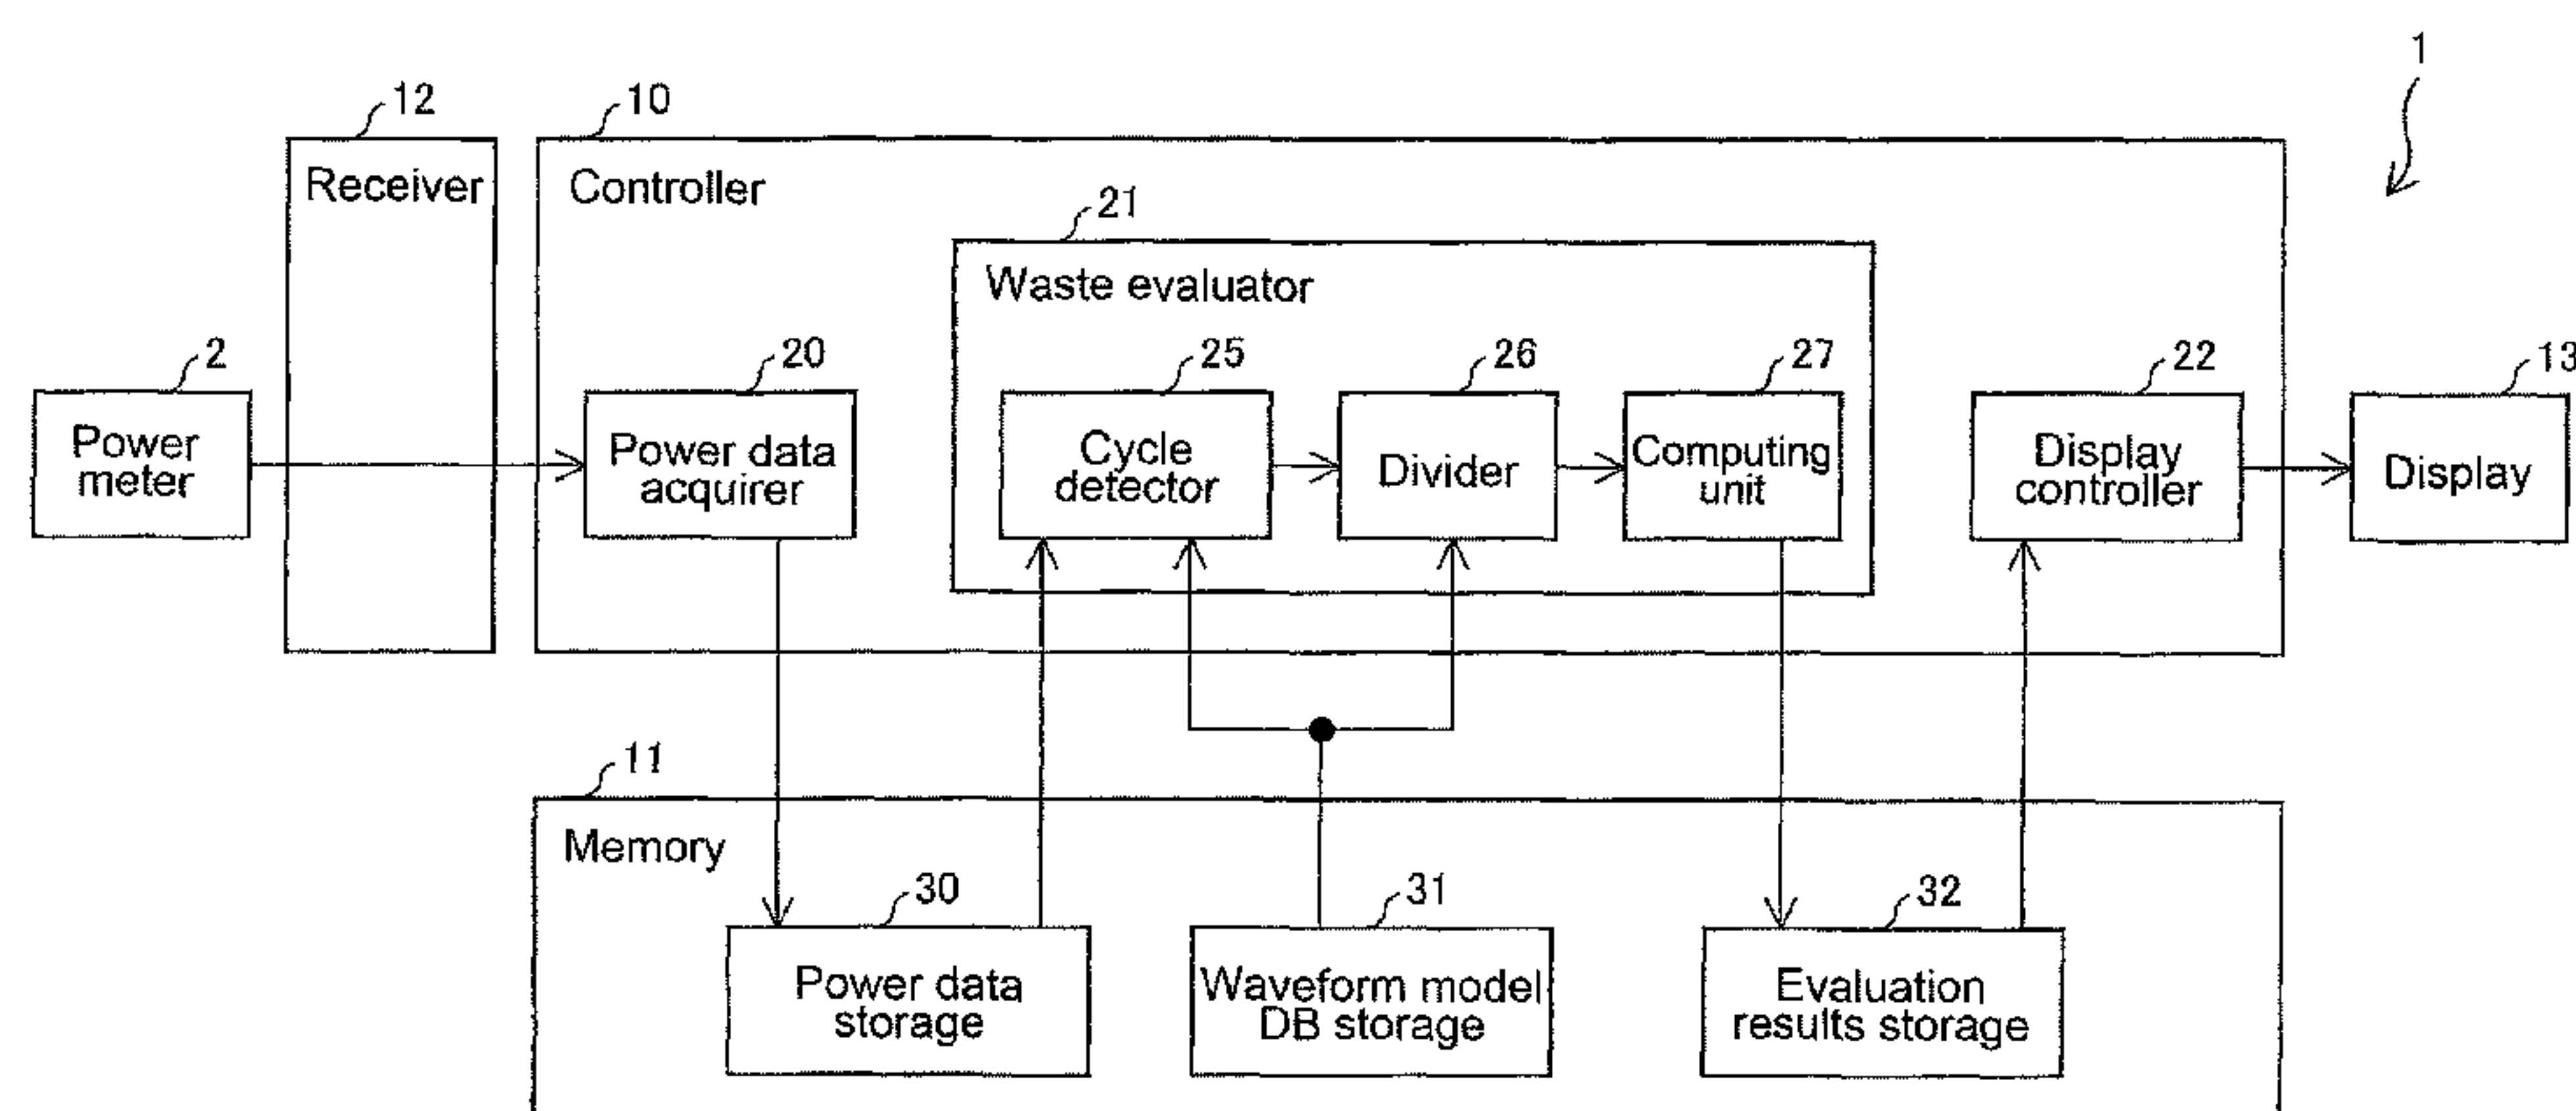 1
12
10
Receiver
Controller
21
Waste evaluator
2
20
25
26
27
22
13
Power
meter
Power data
acquirer
Cycle
detector
Divider
Computing
unit
Display
controller
Display
11
Memory
30
31
32
Power data
storage
Waveform model
DB storage
Evaluation
results storage